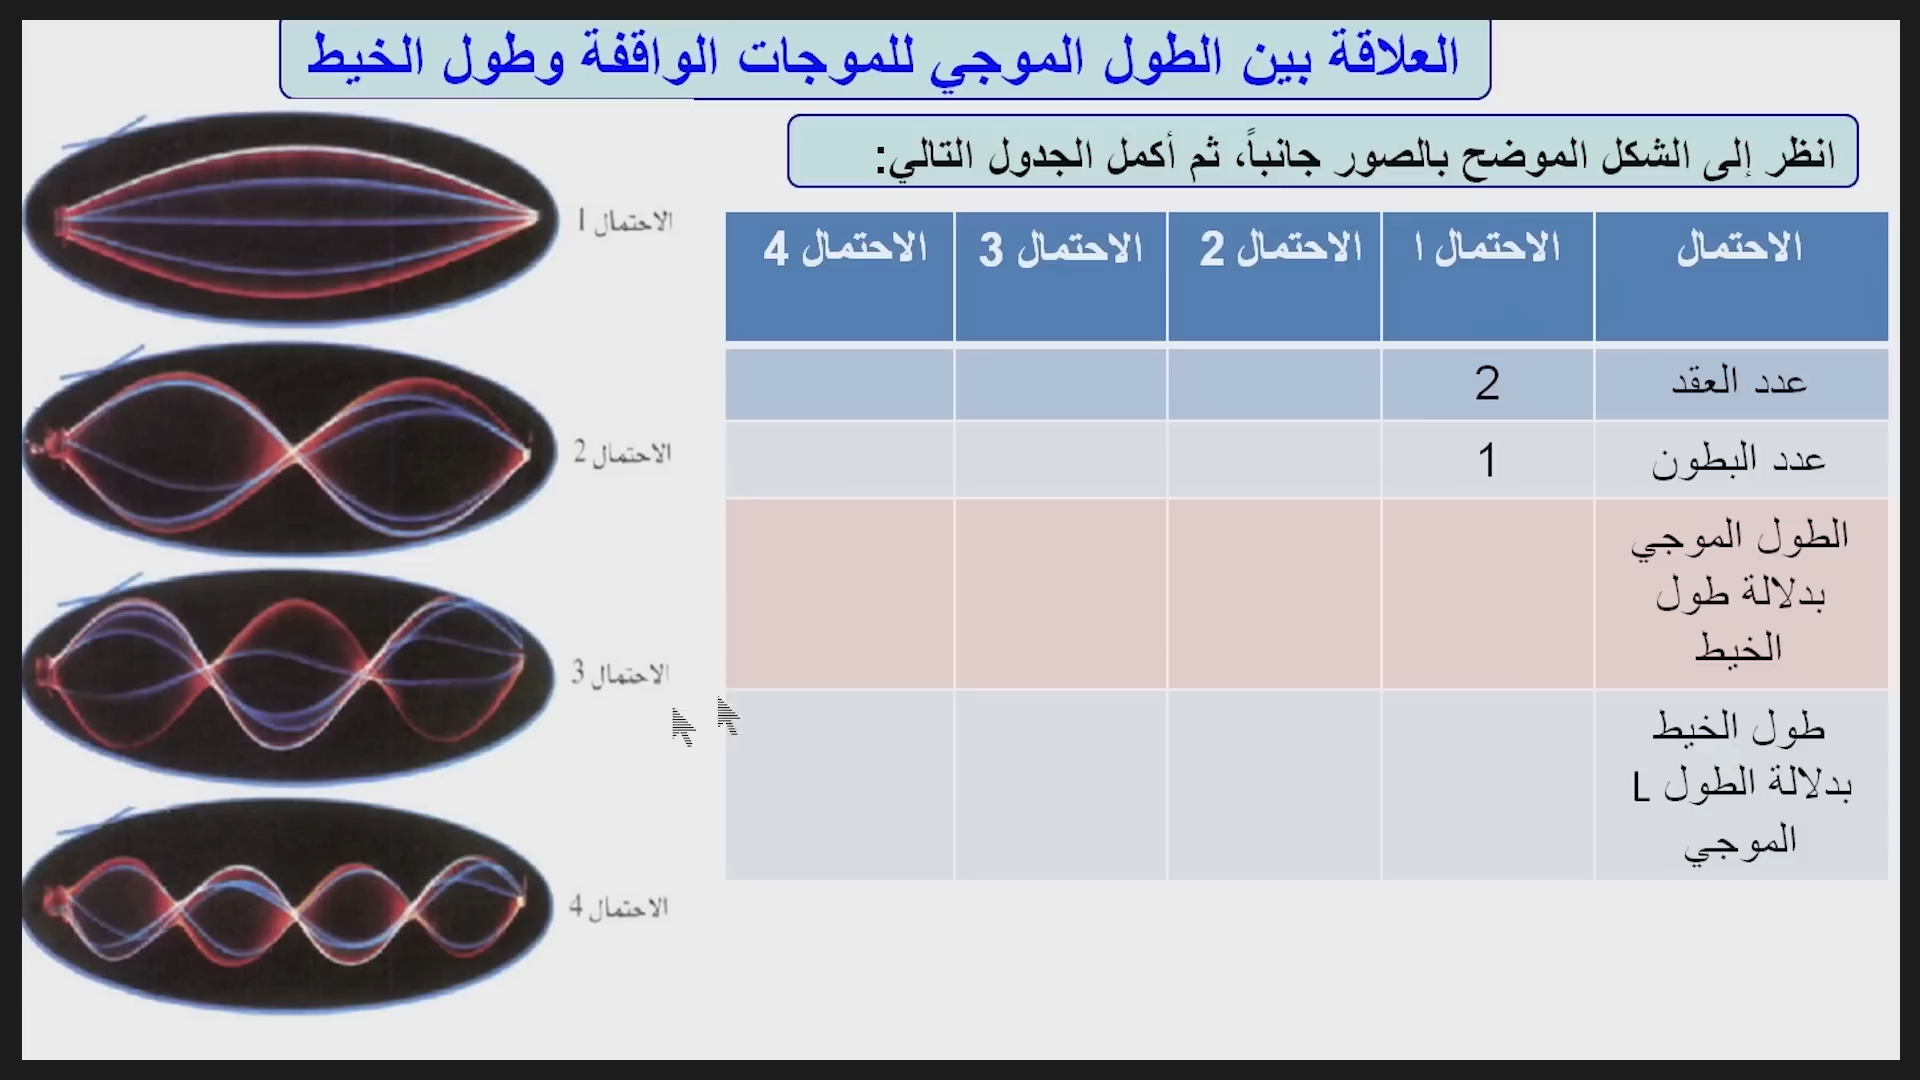 العلاقة بين الطول الموجي للموجات الواقفة وطول الخيط
انظر إلى الشكل الموضح بالصور جانباً، ثم أكمل الجدول التالي:
الاحتمال
الاحتمال ا
الاحتمال 2
الاحتمال 3
الاحتمال 4
عدد العقد
2
عدد البطون
1
الطول الموجي
بدلالة طول
الخيط
طول الخيط
بدلالة الطول L
الموجي
الاحتمال 1
الاحتمال 2
الاحتمال 3
الاحتمال 4